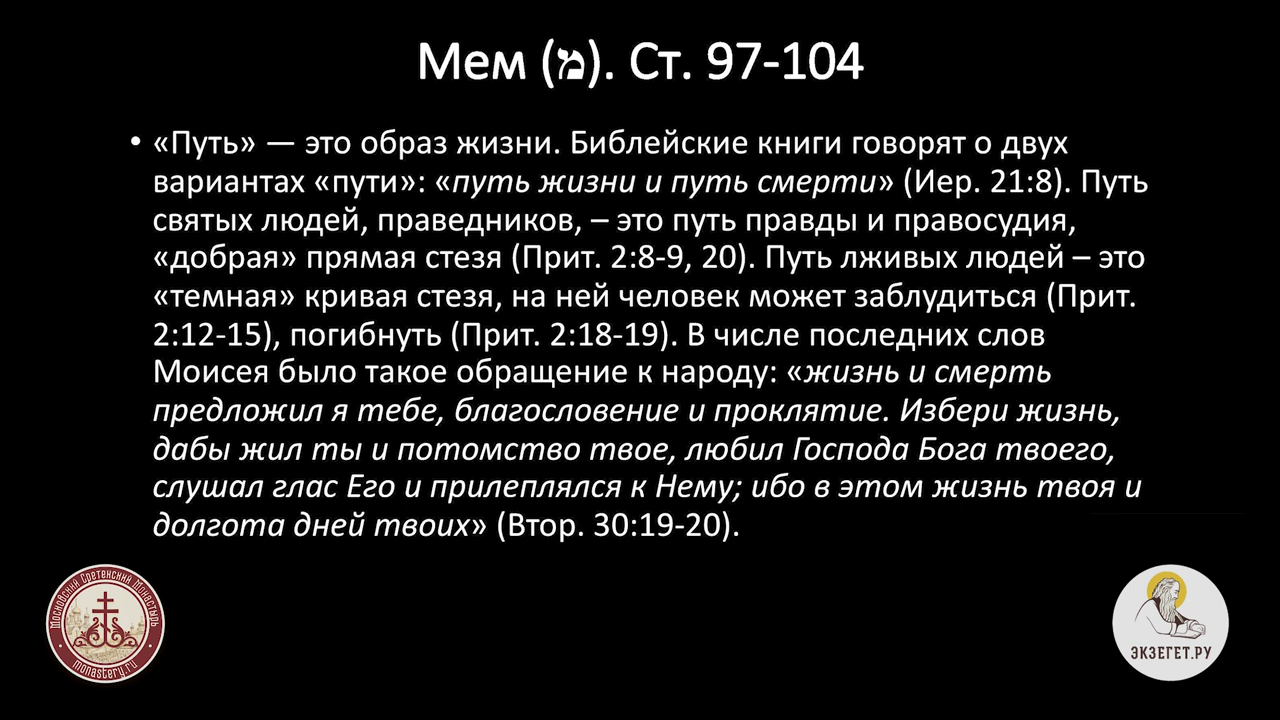 Мем (מ). Ст. 97-104
• «Путь» — это образ жизни. Библейские книги говорят о двух
вариантах «пути»: «путь жизни и путь смерти» (Иер. 21:8). Путь
святых людей, праведников, – это путь правды и правосудия,
«добрая» прямая стезя (Прит. 2:8-9, 20). Путь лживых людей – это
«темная» кривая стезя, на ней человек может заблудиться (Прит.
2:12-15), погибнуть (Прит. 2:18-19). В числе последних слов
Моисея было такое обращение к народу: «жизнь и смерть
предложил я тебе, благословение и проклятие. Избери жизнь,
дабы жил ты и потомство твое, любил Господа Бога твоего,
слушал глас Его и прилеплялся к Нему; ибо в этом жизнь твоя и
долгота дней твоих» (Втор. 30:19-20).
Московский Сретенский Монастырь
monastery.ru
ЭКЗЕГЕТ.РУ